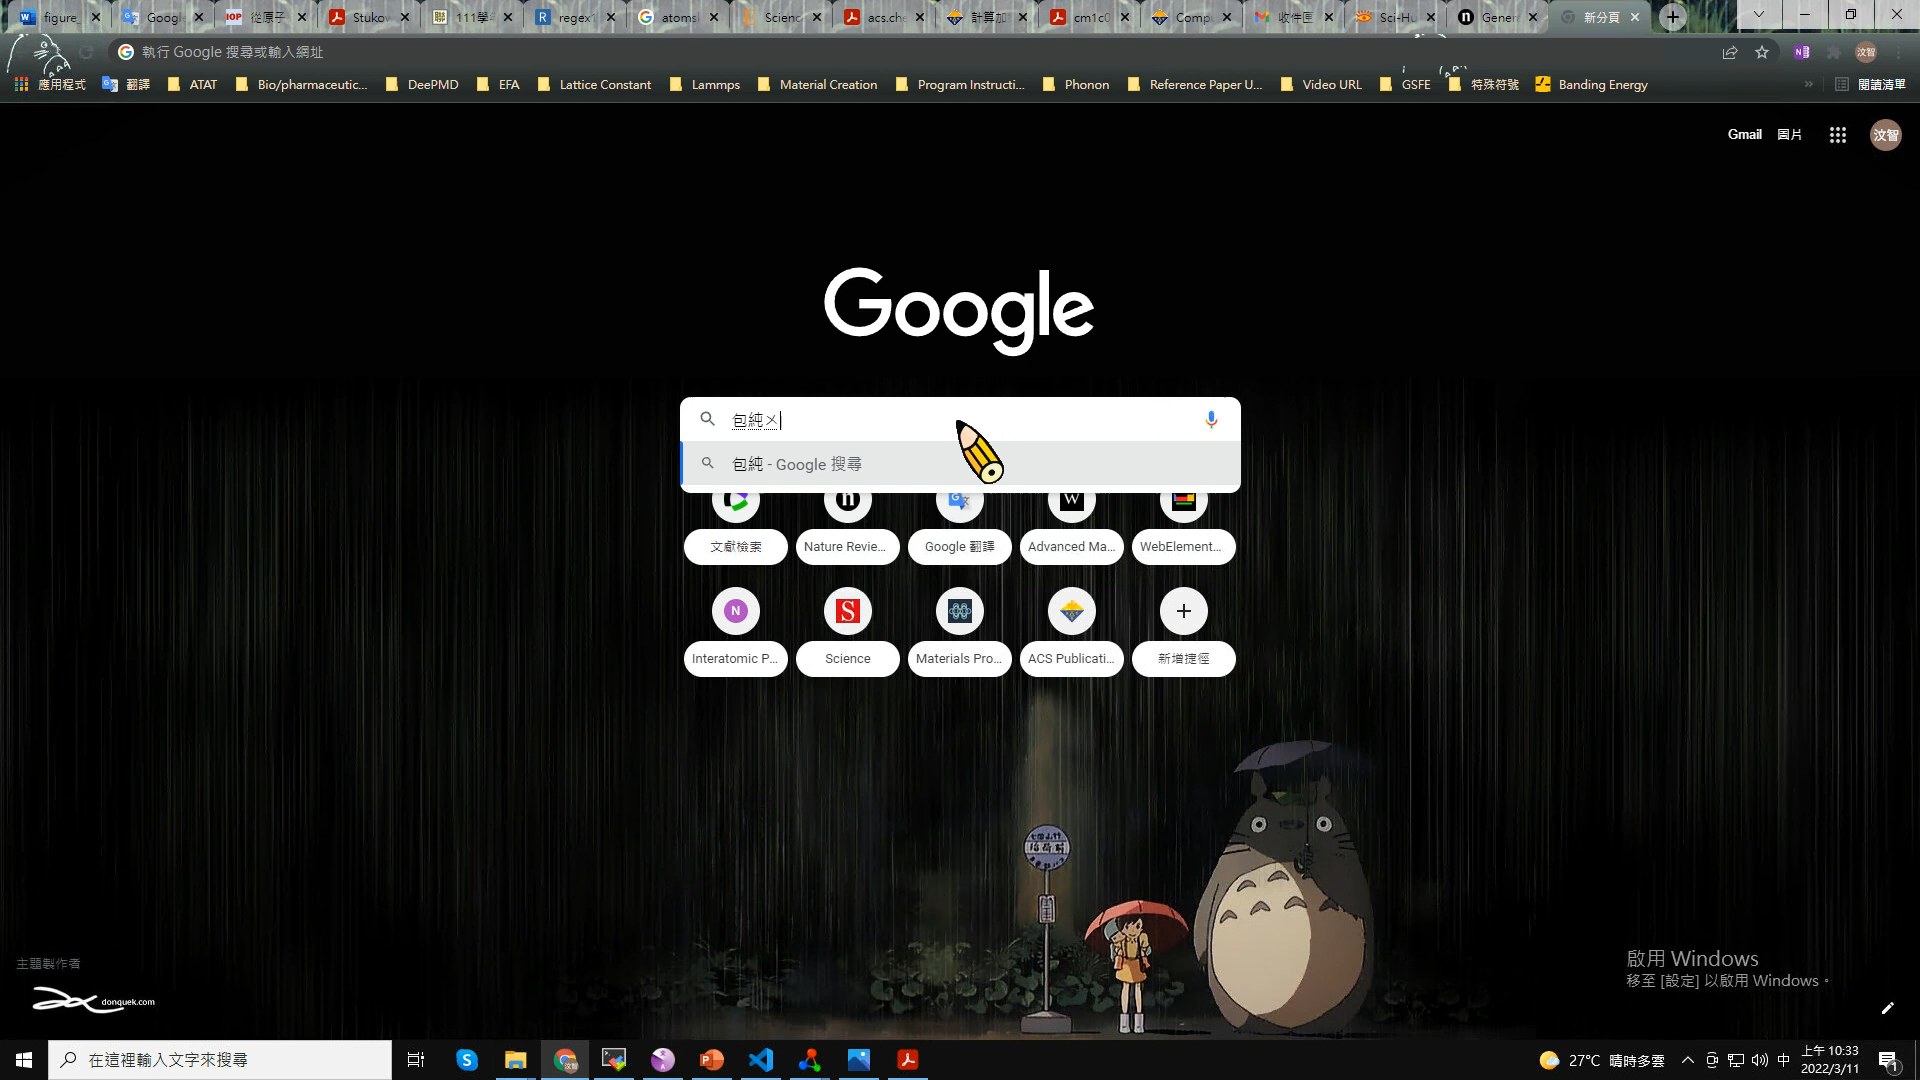 figure_
Google
從原子
Stukow
111學
regex
atomsk
Scienc
acs.che
計算加
cm1c0
Comp
收件匣
Sci-Hu
Gener
新分頁
執行 Google 搜尋或輸入網址
應用程式
翻譯
ATAT
Bio/pharmaceutic...
DeePMD
EFA
Lattice Constant
Lammps
Material Creation
Program Instructi...
Phonon
Reference Paper U...
Video URL
GSFE
特殊符號
Banding Energy
閱讀清單
Gmail
圖片
汶智
Google
包純ㄨ
包純 - Google 搜尋
文獻檢索
Nature Revie...
Google 翻譯
Advanced Ma...
WebElement...
Interatomic P...
Science
Materials Pro...
ACS Publicati...
新增捷徑
主題製作者
donquek.com
啟用 Windows
移至 [設定] 以啟用 Windows。
在這裡輸入文字來搜尋
27°C 晴時多雲
中
上午 10:33
2022/3/11
1